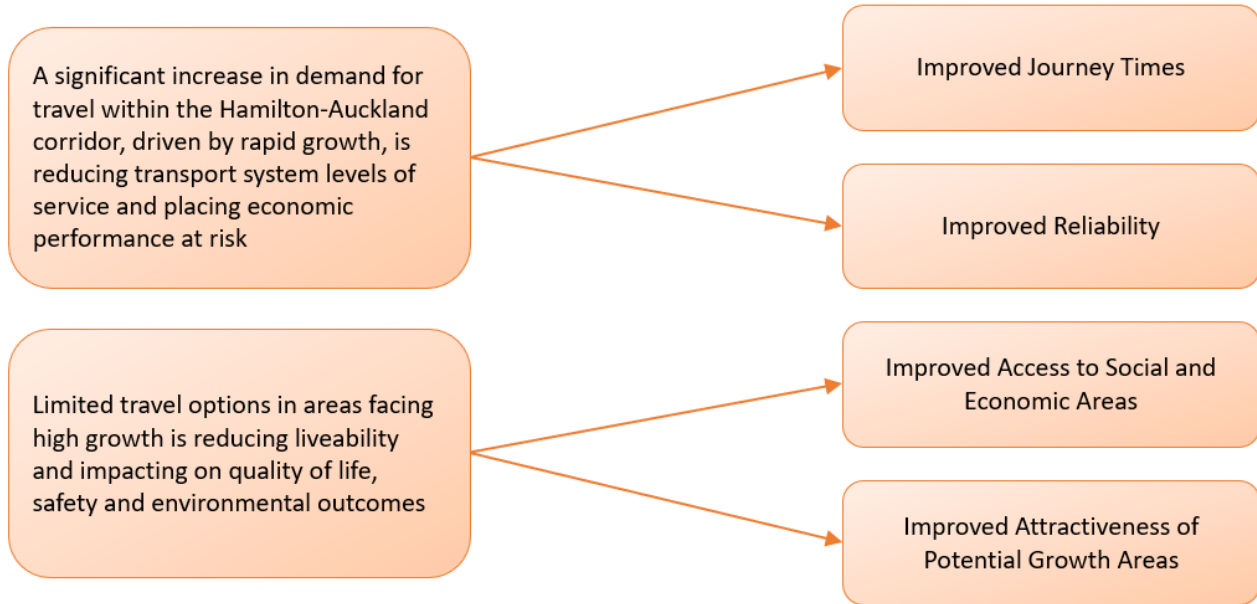 A significant increase in demand for
travel within the Hamilton-Auckland
corridor, driven by rapid growth, is
reducing transport system levels of
service and placing economic
performance at risk
Improved Journey Times
Improved Reliability
Limited travel options in areas facing
high growth is reducing liveability
and impacting on quality of life,
safety and environmental outcomes
Improved Access to Social and
Economic Areas
Improved Attractiveness of
Potential Growth Areas